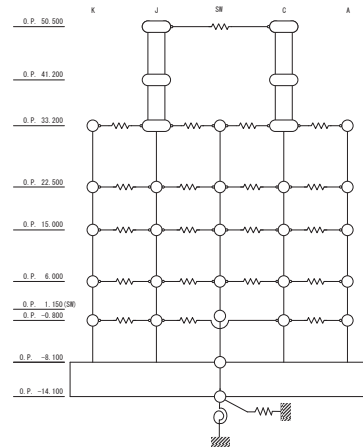 K J SW C A
O.P. 50.500
O.P. 41.200
O.P. 33.200
O.P. 22.500
O.P. 15.000
O.P. 6.000
O.P. 1.150(SW)
O.P. -0.800
O.P. -8.100
O.P. -14.100